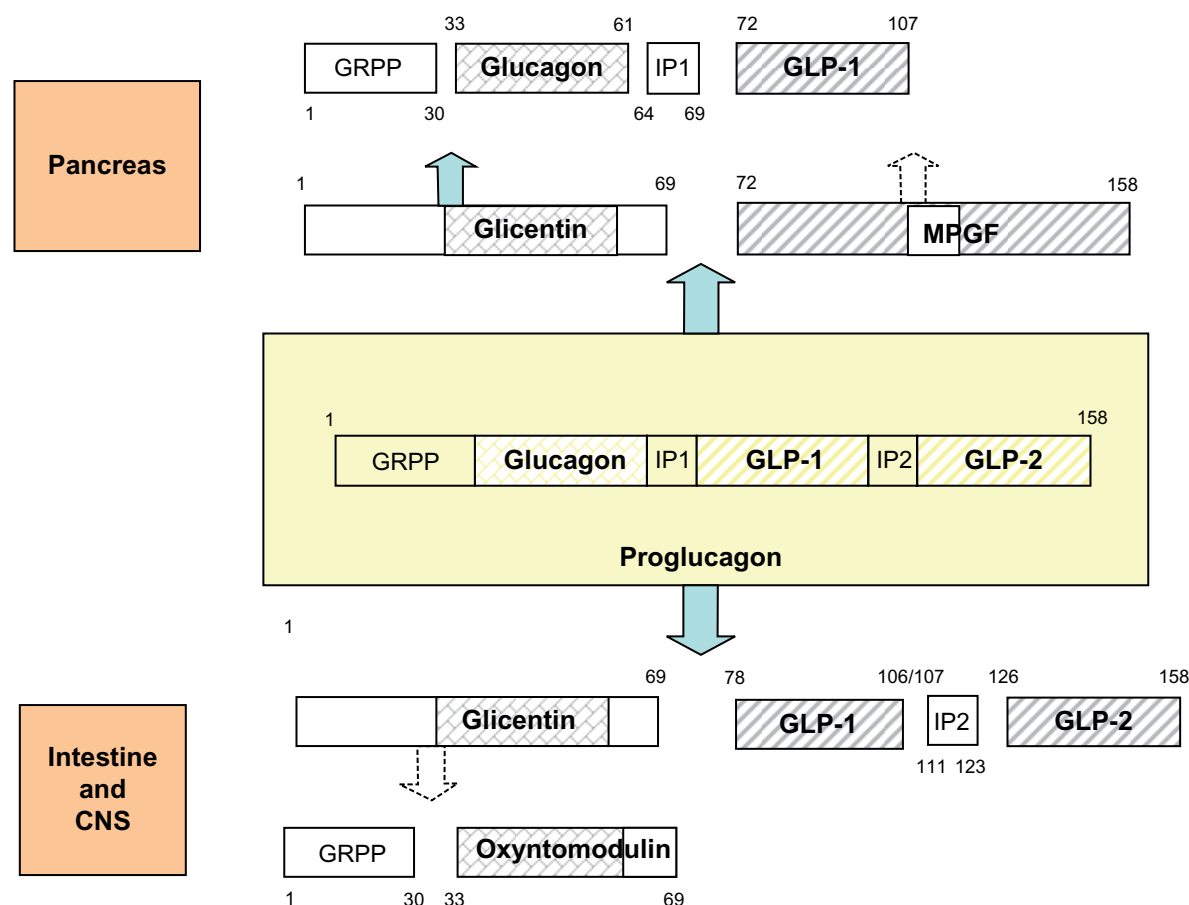 33 61 72 107
GRPP Glucagon IP1 GLP-1
1 30 64 69
Pancreas
1 69 72 158
Glicentin MPGF
1 158
GRPP Glucagon IP1 GLP-1 IP2 GLP-2
Proglucagon
1
69 78 106/107 126 158
Glicentin GLP-1 IP2 GLP-2
111 123
Intestine
and
CNS
GRPP Oxyntomodulin
1 30 33 69